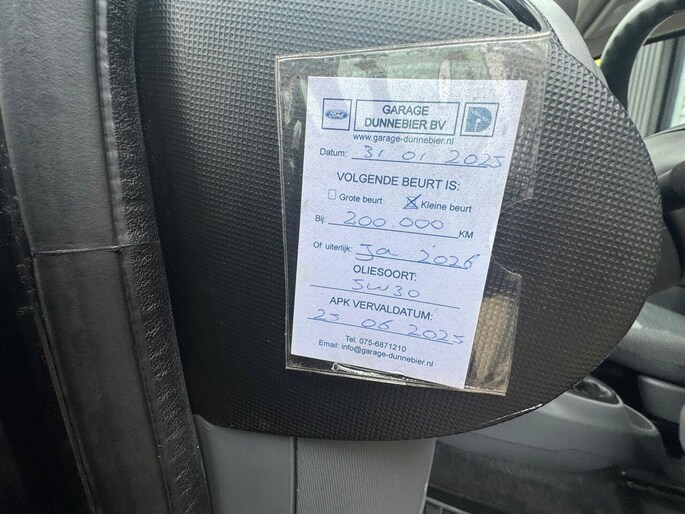 Ford
GARAGE
DUNNEBIER BV
www.garage-dunnebier.nl
Datum: 31 01 2025
VOLGENDE BEURT IS:
Grote beurt Kleine beurt
Bij: 200.000 KM
Of uiterlijk: Jan 2026
OLIESOORT:
5W30
APK VERVALDATUM:
25 06 2025
Tel. 075-6871210
Email: info@garage-dunnebier.nl